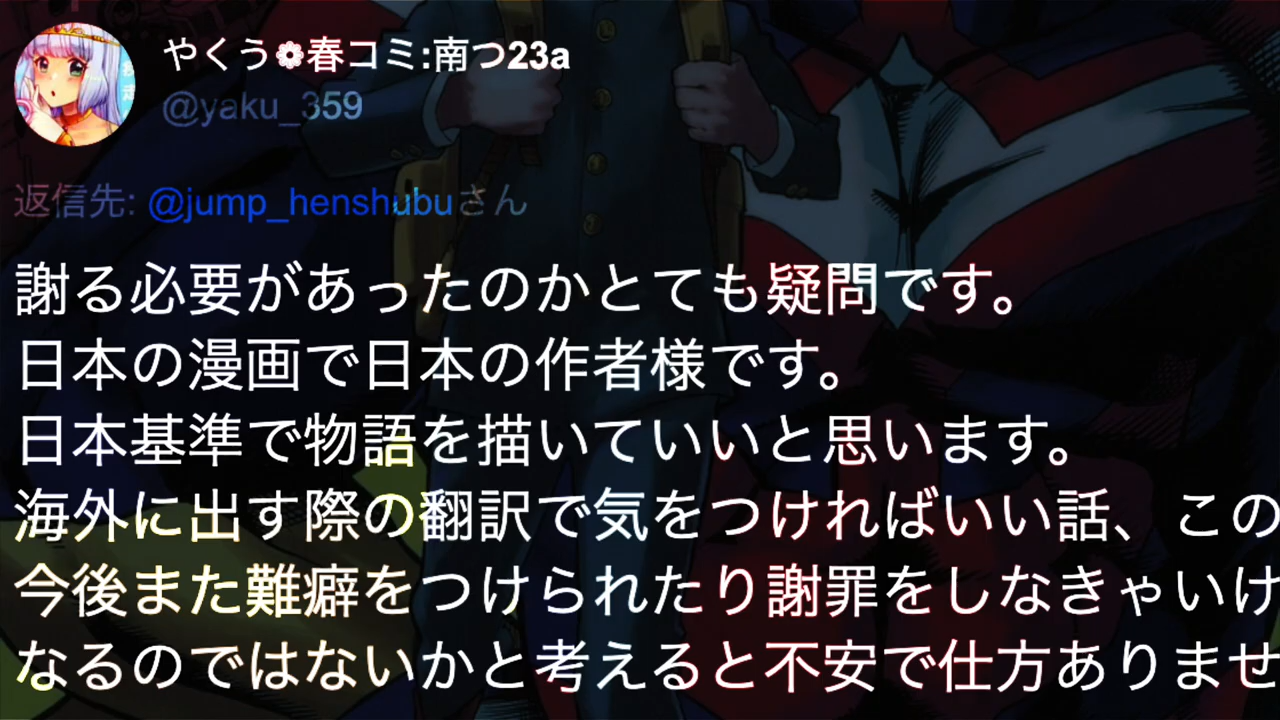 やくう❁春コミ:南つ23a
@yaku_359
返信先: @jump_henshubuさん
謝る必要があったのかとても疑問です。
日本の漫画で日本の作者様です。
日本基準で物語を描いていいと思います。
海外に出す際の翻訳で気をつければいい話、この
今後また難癖をつけられたり謝罪をしなきゃいけ
なるのではないかと考えると不安で仕方ありませ